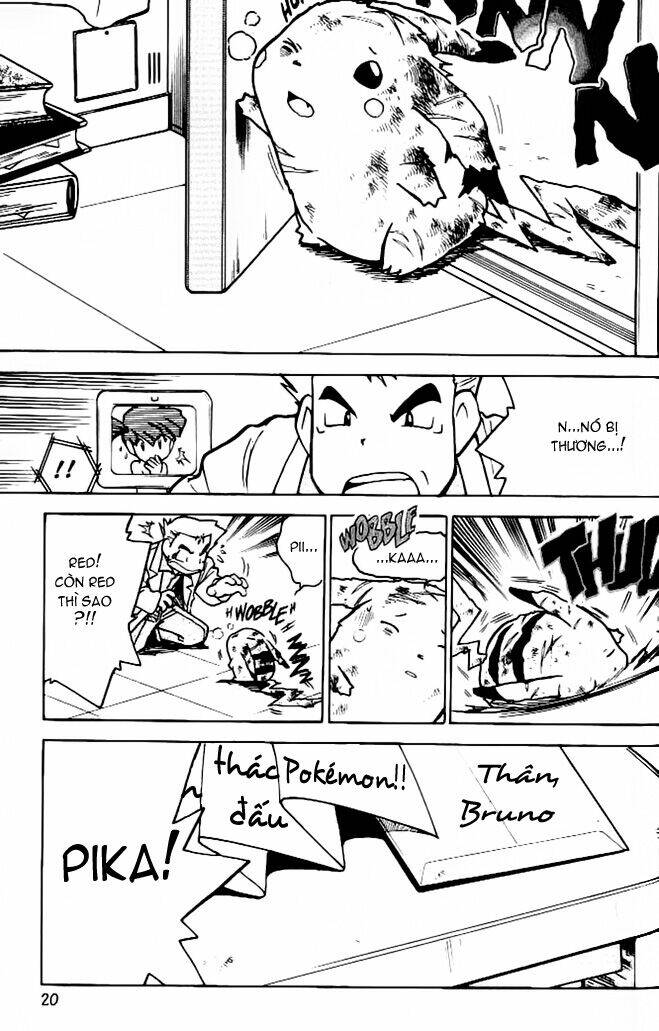 N...NÓ BỊ
THƯƠNG...!
!!
RED!
CÒN RED
THÌ SAO
?!!
PII...
WOBBLE
WOBBLE
...KAAA...
PIKA!
thác
đấu
Pokémon!!
Thân,
Bruno
20